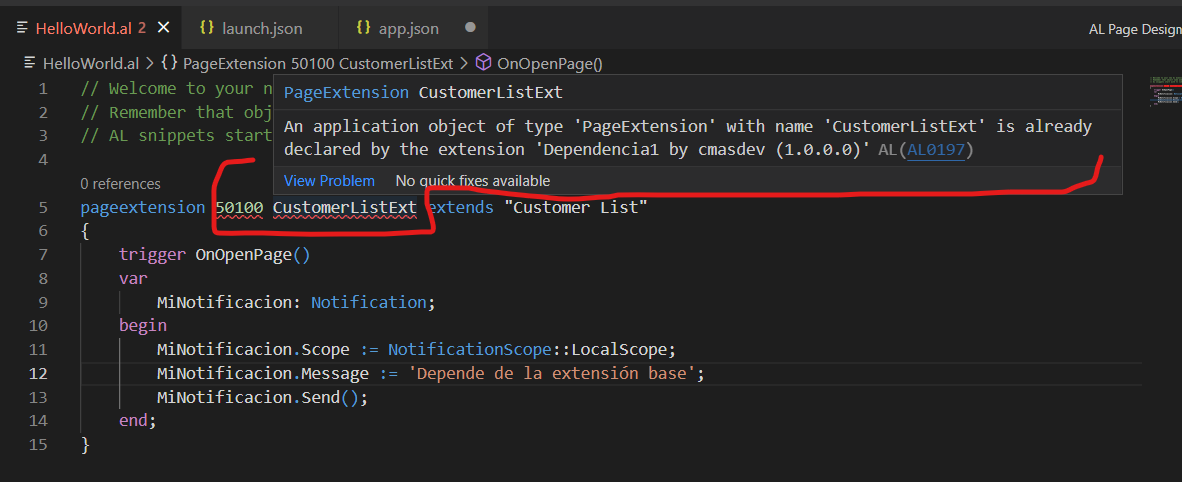 HelloWorld.al 2
launch.json
app.json
AL Page Design
HelloWorld.al > {} PageExtension 50100 CustomerListExt > OnOpenPage()
1 // Welcome to your n
2 // Remember that obj
3 // AL snippets start
4
PageExtension CustomerListExt
An application object of type 'PageExtension' with name 'CustomerListExt' is already
declared by the extension 'Dependencia1 by cmasdev (1.0.0.0)' AL(AL0197)
View Problem No quick fixes available
0 references
5 pageextension 50100 CustomerListExt extends "Customer List"
6 {
7 trigger OnOpenPage()
8 var
9 MiNotificacion: Notification;
10 begin
11 MiNotificacion.Scope := NotificationScope::LocalScope;
12 MiNotificacion.Message := 'Depende de la extensión base';
13 MiNotificacion.Send();
14 end;
15 }